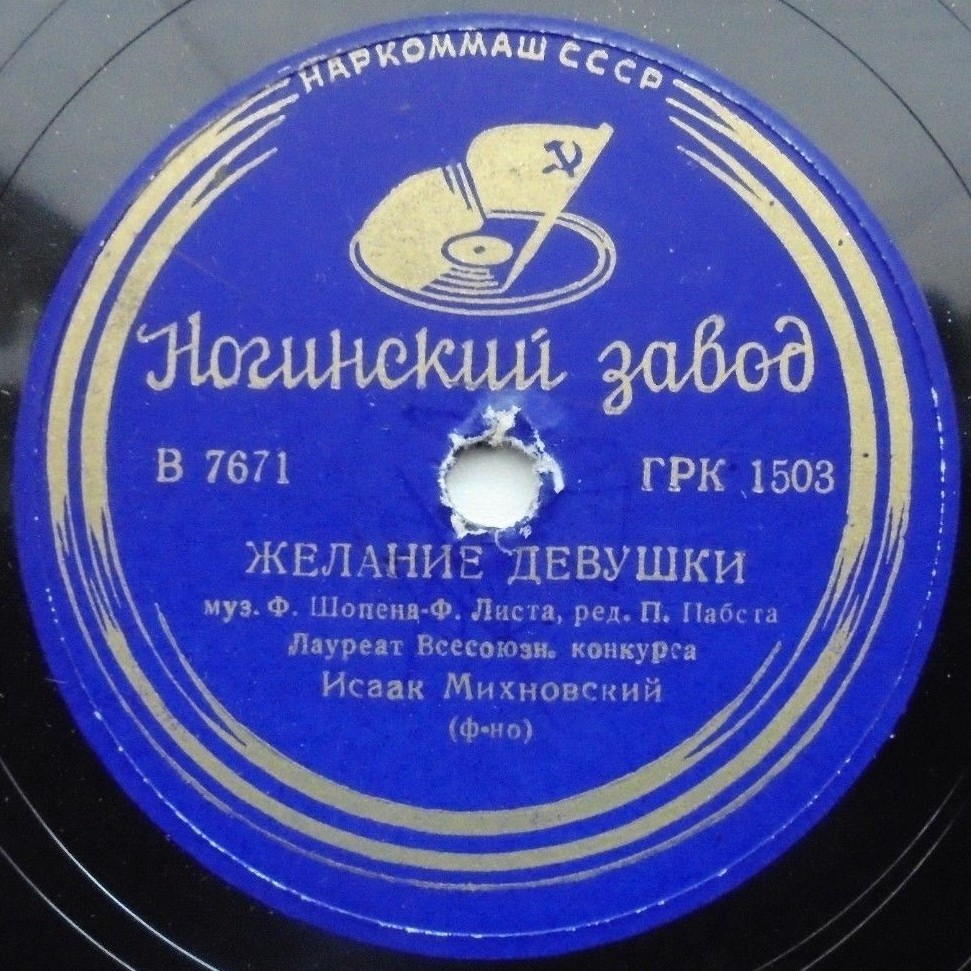 НАРКОММАШ СССР
Ногинский завод
В 7671 ГРК 1503
ЖЕЛАНИЕ ДЕВУШКИ
муз. Ф. Шопена-Ф. Листа, ред. П. Пабста
Лауреат Всесоюзн. конкурса
Исаак Михновский
(ф-но)